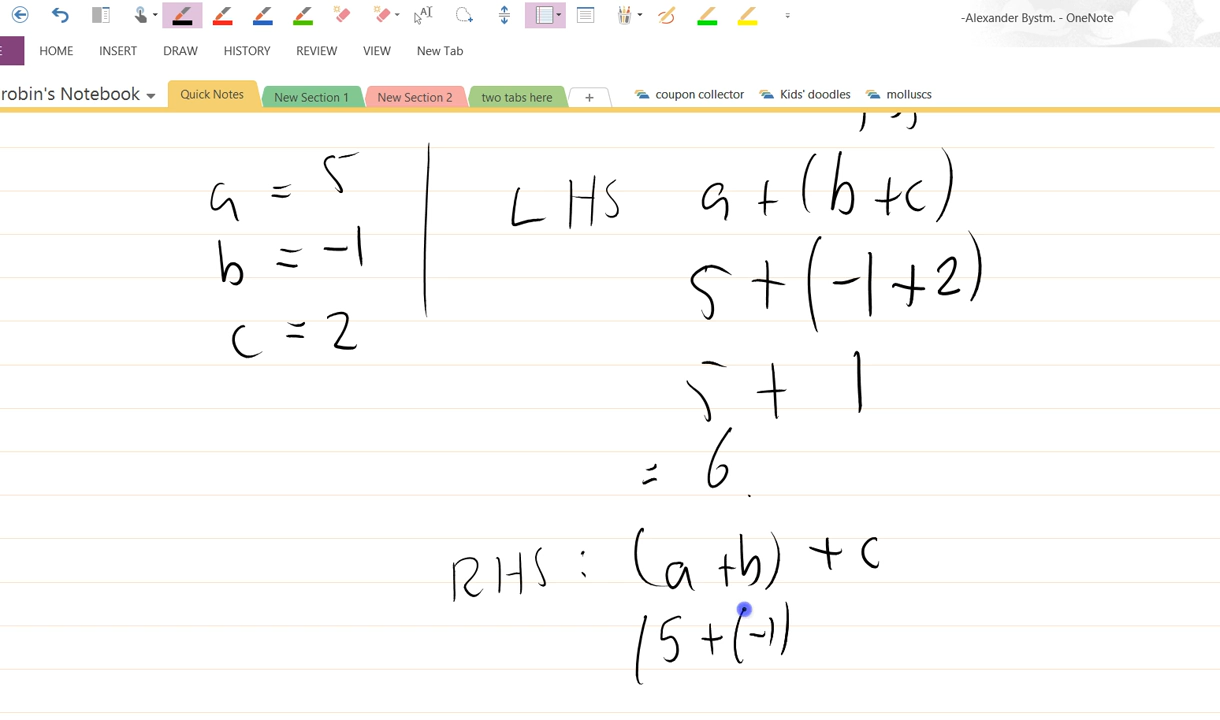 -Alexander Bystm. - OneNote
HOME INSERT DRAW HISTORY REVIEW VIEW New Tab
robin's Notebook Quick Notes New Section 1 New Section 2 two tabs here + coupon collector Kids' doodles molluscs
a = 5
b = -1
c = 2
LHS a + (b + c)
5 + (-1 + 2)
5 + 1
= 6.
RHS : (a + b) + c
(5 + (-1)